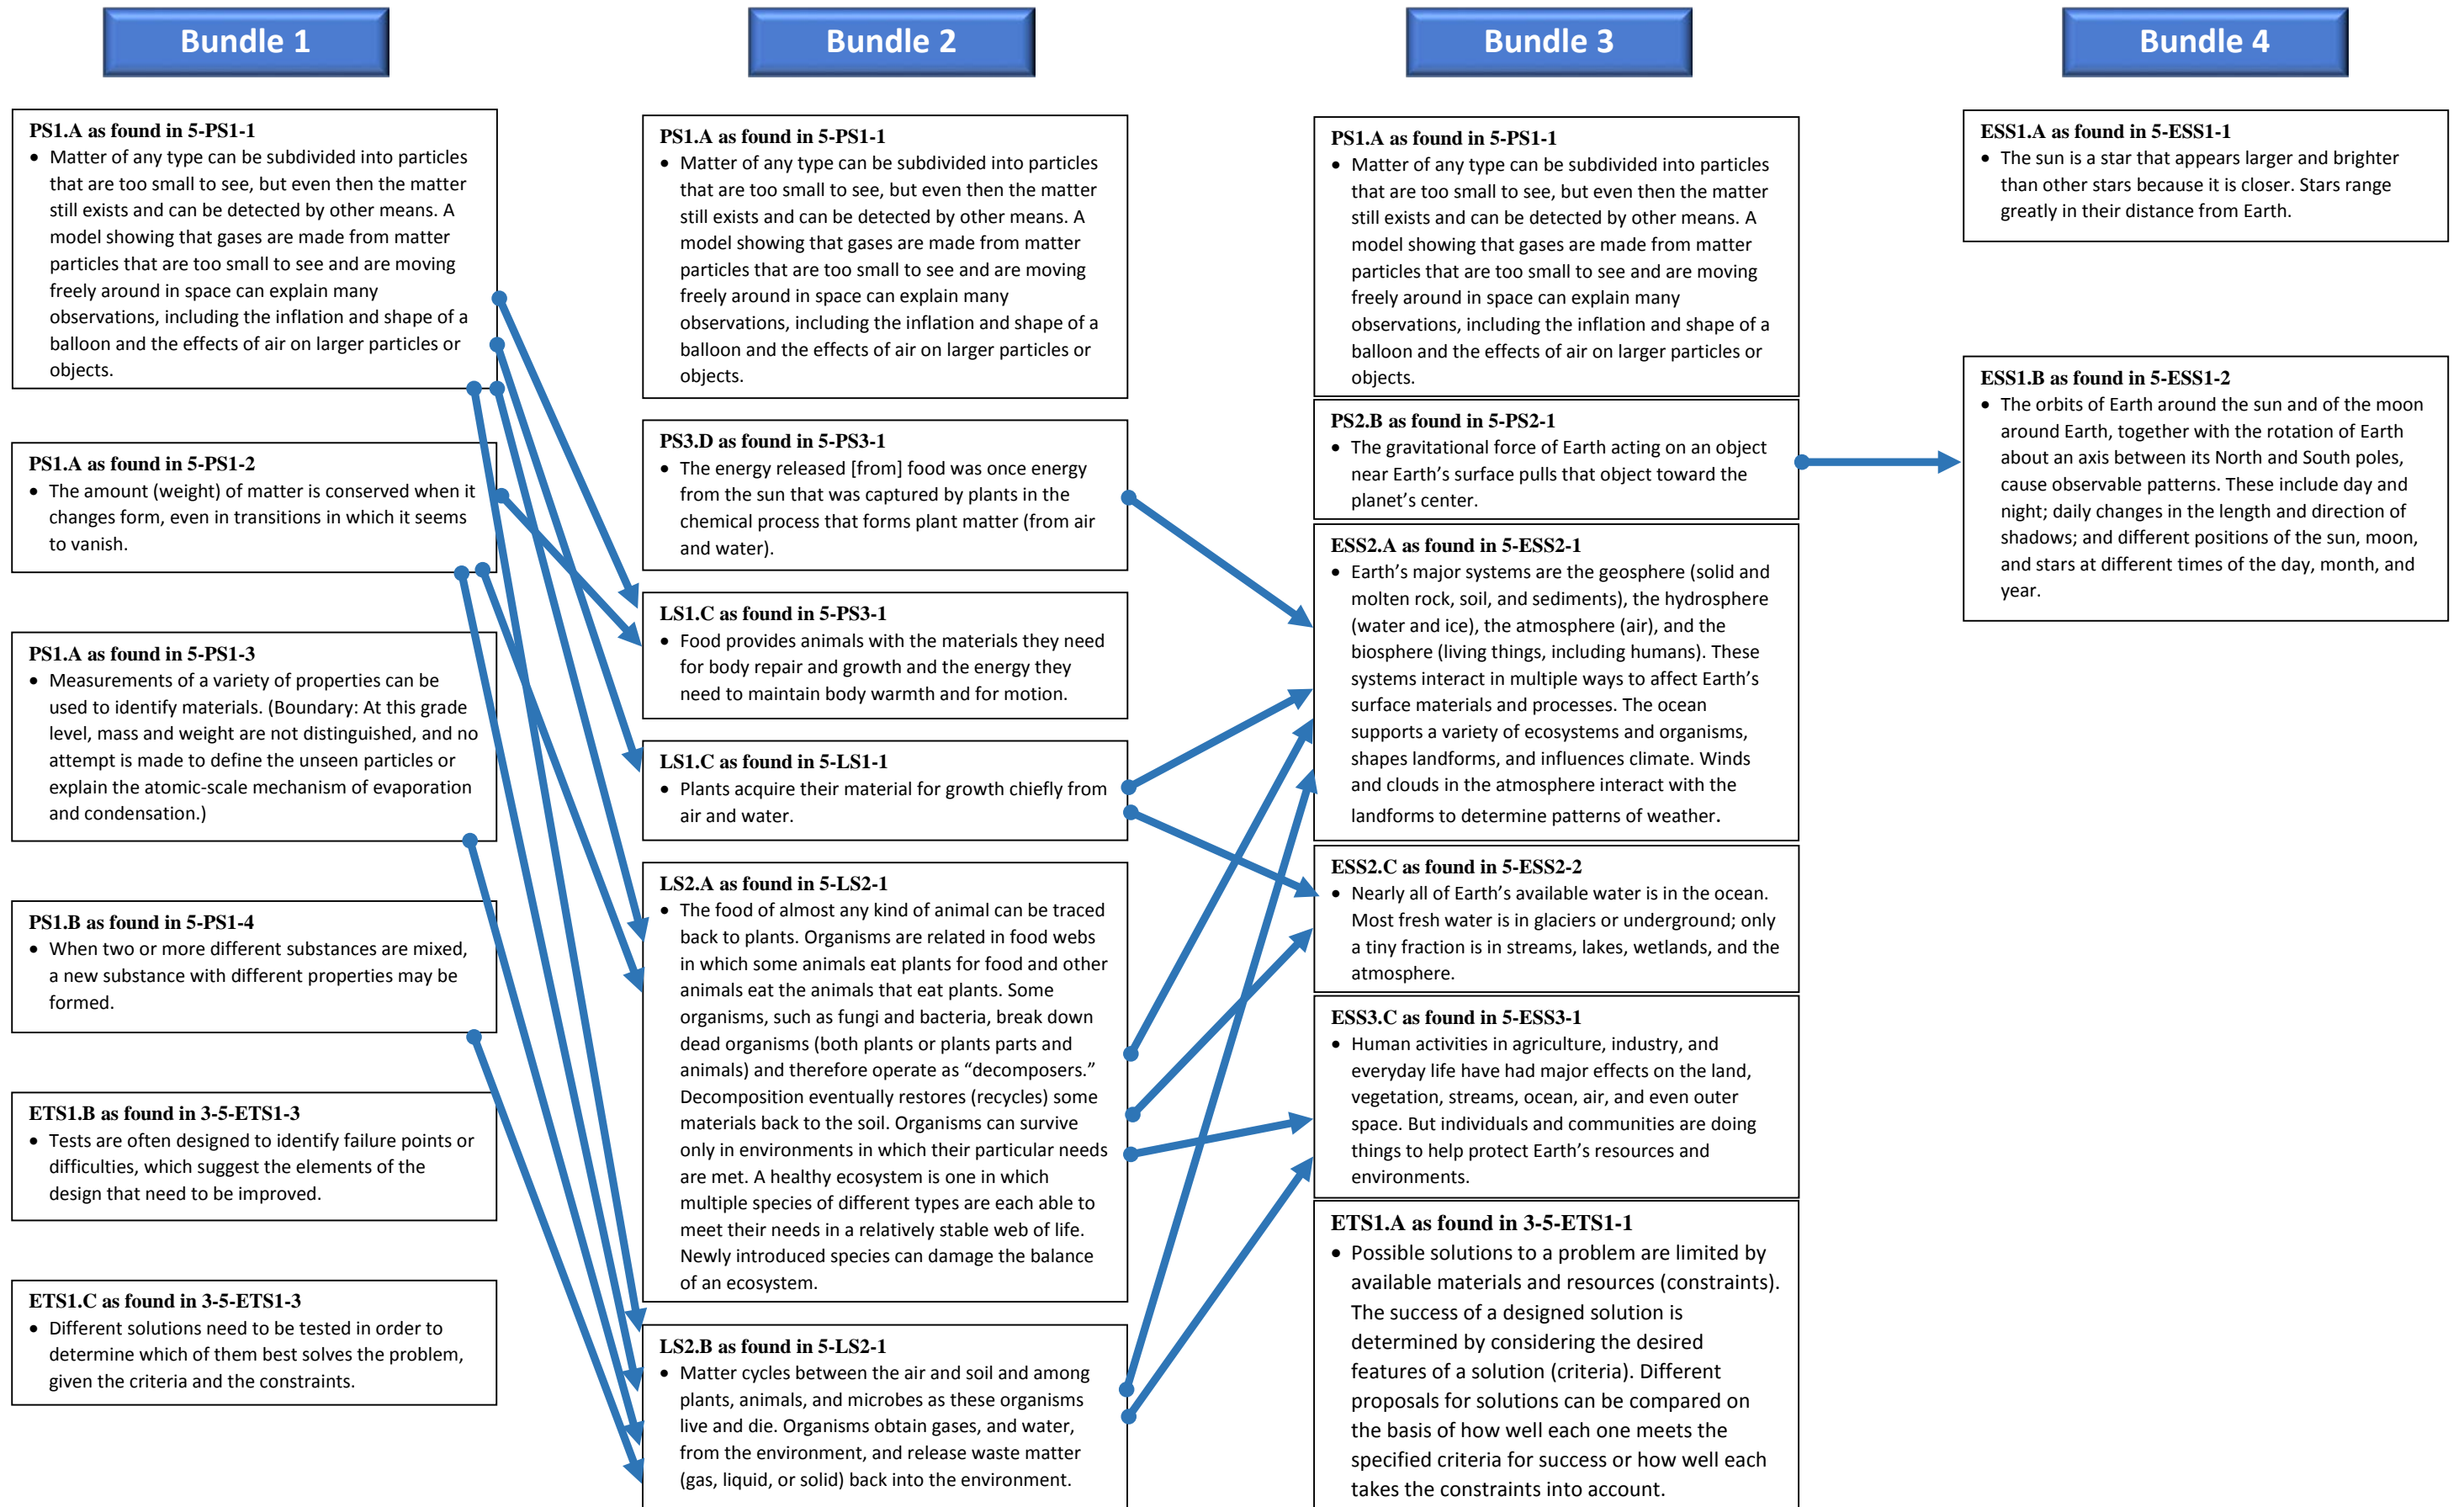 Bundle 1
PS1.A as found in 5-PS1-1
• Matter of any type can be subdivided into particles
that are too small to see, but even then the matter
still exists and can be detected by other means. A
model showing that gases are made from matter
particles that are too small to see and are moving
freely around in space can explain many
observations, including the inflation and shape of a
balloon and the effects of air on larger particles or
objects.
PS1.A as found in 5-PS1-2
• The amount (weight) of matter is conserved when it
changes form, even in transitions in which it seems
to vanish.
PS1.A as found in 5-PS1-3
• Measurements of a variety of properties can be
used to identify materials. (Boundary: At this grade
level, mass and weight are not distinguished, and no
attempt is made to define the unseen particles or
explain the atomic-scale mechanism of evaporation
and condensation.)
PS1.B as found in 5-PS1-4
• When two or more different substances are mixed,
a new substance with different properties may be
formed.
ETS1.B as found in 3-5-ETS1-3
• Tests are often designed to identify failure points or
difficulties, which suggest the elements of the
design that need to be improved.
ETS1.C as found in 3-5-ETS1-3
• Different solutions need to be tested in order to
determine which of them best solves the problem,
given the criteria and the constraints.
Bundle 2
PS1.A as found in 5-PS1-1
• Matter of any type can be subdivided into particles
that are too small to see, but even then the matter
still exists and can be detected by other means. A
model showing that gases are made from matter
particles that are too small to see and are moving
freely around in space can explain many
observations, including the inflation and shape of a
balloon and the effects of air on larger particles or
objects.
PS3.D as found in 5-PS3-1
• The energy released [from] food was once energy
from the sun that was captured by plants in the
chemical process that forms plant matter (from air
and water).
LS1.C as found in 5-PS3-1
• Food provides animals with the materials they need
for body repair and growth and the energy they
need to maintain body warmth and for motion.
LS1.C as found in 5-LS1-1
• Plants acquire their material for growth chiefly from
air and water.
LS2.A as found in 5-LS2-1
• The food of almost any kind of animal can be traced
back to plants. Organisms are related in food webs
in which some animals eat plants for food and other
animals eat the animals that eat plants. Some
organisms, such as fungi and bacteria, break down
dead organisms (both plants or plants parts and
animals) and therefore operate as “decomposers.”
Decomposition eventually restores (recycles) some
materials back to the soil. Organisms can survive
only in environments in which their particular needs
are met. A healthy ecosystem is one in which
multiple species of different types are each able to
meet their needs in a relatively stable web of life.
Newly introduced species can damage the balance
of an ecosystem.
LS2.B as found in 5-LS2-1
• Matter cycles between the air and soil and among
plants, animals, and microbes as these organisms
live and die. Organisms obtain gases, and water,
from the environment, and release waste matter
(gas, liquid, or solid) back into the environment.
Bundle 3
PS1.A as found in 5-PS1-1
• Matter of any type can be subdivided into particles
that are too small to see, but even then the matter
still exists and can be detected by other means. A
model showing that gases are made from matter
particles that are too small to see and are moving
freely around in space can explain many
observations, including the inflation and shape of a
balloon and the effects of air on larger particles or
objects.
PS2.B as found in 5-PS2-1
• The gravitational force of Earth acting on an object
near Earth’s surface pulls that object toward the
planet’s center.
ESS2.A as found in 5-ESS2-1
• Earth’s major systems are the geosphere (solid and
molten rock, soil, and sediments), the hydrosphere
(water and ice), the atmosphere (air), and the
biosphere (living things, including humans). These
systems interact in multiple ways to affect Earth’s
surface materials and processes. The ocean
supports a variety of ecosystems and organisms,
shapes landforms, and influences climate. Winds
and clouds in the atmosphere interact with the
landforms to determine patterns of weather.
ESS2.C as found in 5-ESS2-2
• Nearly all of Earth’s available water is in the ocean.
Most fresh water is in glaciers or underground; only
a tiny fraction is in streams, lakes, wetlands, and the
atmosphere.
ESS3.C as found in 5-ESS3-1
• Human activities in agriculture, industry, and
everyday life have had major effects on the land,
vegetation, streams, ocean, air, and even outer
space. But individuals and communities are doing
things to help protect Earth’s resources and
environments.
ETS1.A as found in 3-5-ETS1-1
• Possible solutions to a problem are limited by
available materials and resources (constraints).
The success of a designed solution is
determined by considering the desired
features of a solution (criteria). Different
proposals for solutions can be compared on
the basis of how well each one meets the
specified criteria for success or how well each
takes the constraints into account.
Bundle 4
ESS1.A as found in 5-ESS1-1
• The sun is a star that appears larger and brighter
than other stars because it is closer. Stars range
greatly in their distance from Earth.
ESS1.B as found in 5-ESS1-2
• The orbits of Earth around the sun and of the moon
around Earth, together with the rotation of Earth
about an axis between its North and South poles,
cause observable patterns. These include day and
night; daily changes in the length and direction of
shadows; and different positions of the sun, moon,
and stars at different times of the day, month, and
year.